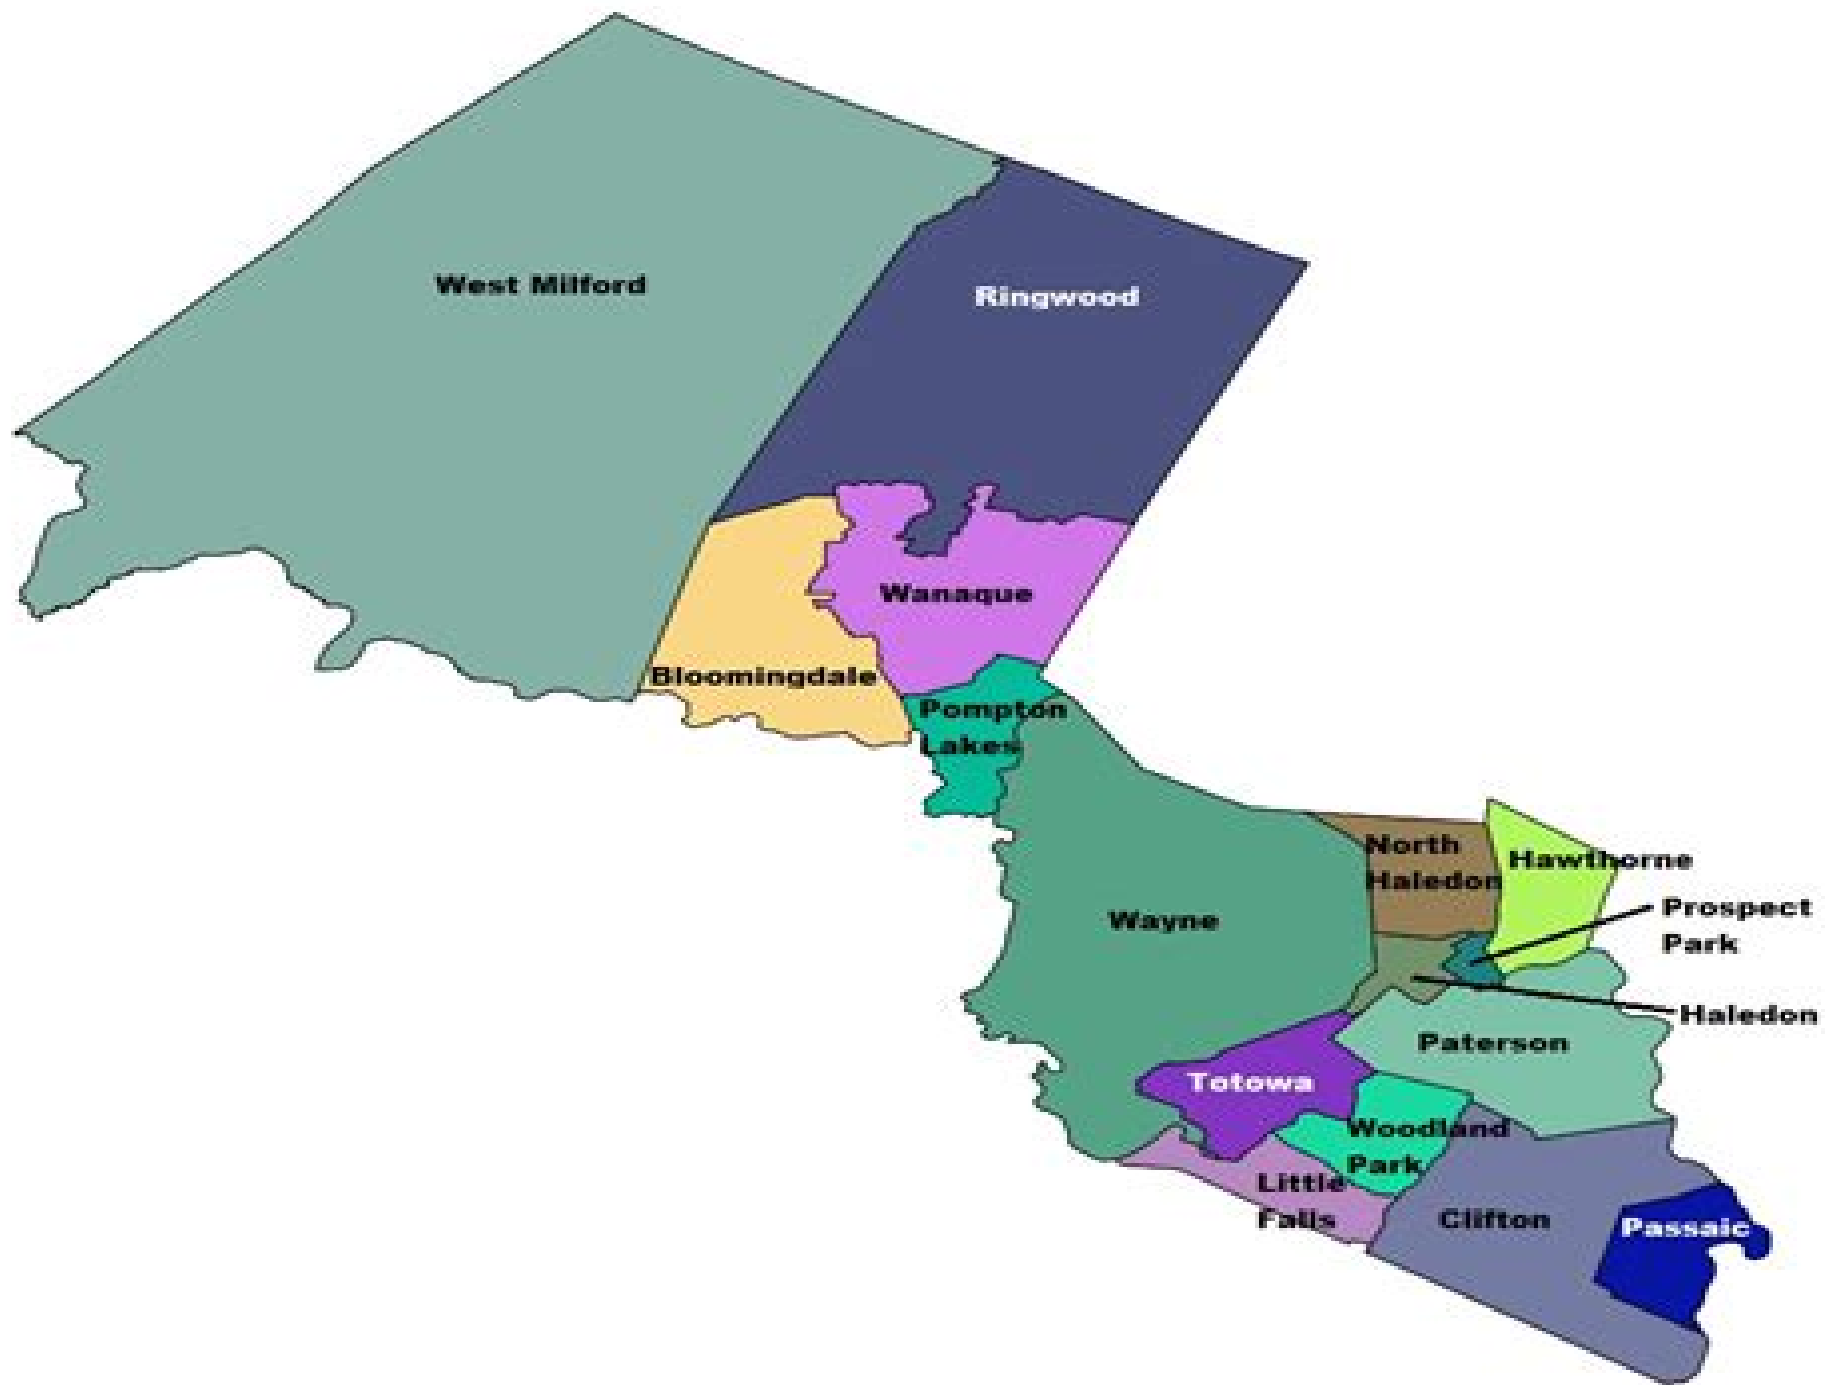 West Milford
Ringwood
Wanaque
Bloomingdale
Pompton
Lakes
North
Haledon
Hawthorne
Prospect
Park
Wayne
Haledon
Paterson
Totowa
Woodland
Park
Little
Falls
Clifton
Passaic